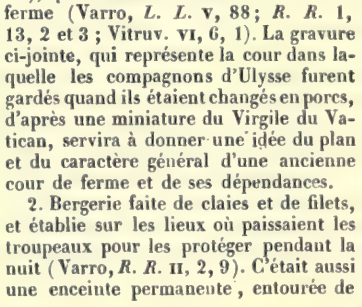 ferme (Varro, L. L. V, 88; R. R. 1,
13, 2 et 3 ; Vitruv. VI, 6, 1). La gravure
ci-jointe, qui représente la cour dans la-
quelle les compagnons d'Ulysse furent
gardés quand ils étaient changés en porcs,
d'après une miniature du Virgile du Va-
tican, servira à donner une idée du plan
et du caractère général d'une ancienne
cour de ferme et de ses dépendances.
2. Bergerie faite de claies et de filets,
et établie sur les lieux où paissaient les
troupeaux pour les protéger pendant la
nuit (Varro, R. R. II, 2, 9). C'était aussi
une enceinte permanente, entourée de